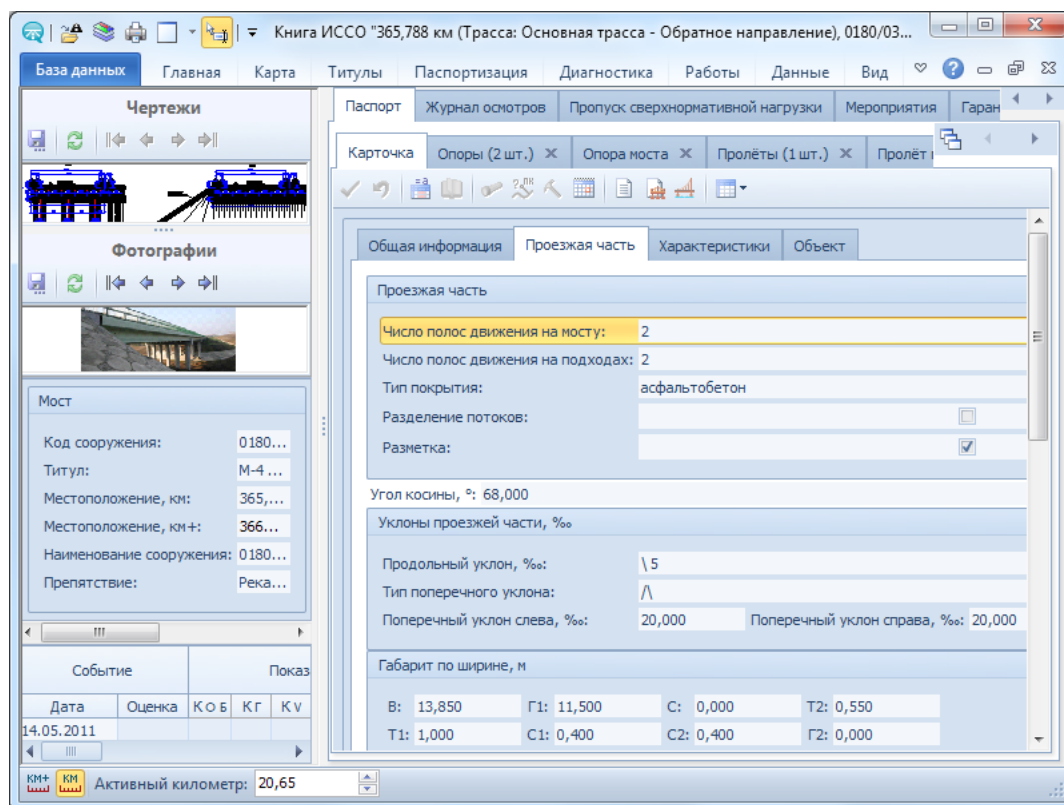 Книга ИССО "365,788 км (Трасса: Основная трасса - Обратное направление), 0180/03...
База данных Главная Карта Титулы Паспортизация Диагностика Работы Данные Вид
Чертежи
Фотографии
Мост
Код сооружения: 0180...
Титул: М-4 ...
Местоположение, км: 365,...
Местоположение, км+: 366...
Наименование сооружения: 0180...
Препятствие: Река...
Событие Показ
Дата Оценка К О Б К Г К V
14.05.2011
Паспорт Журнал осмотров Пропуск сверхнормативной нагрузки Мероприятия Гаран
Карточка Опоры (2 шт.) Опора моста Пролёты (1 шт.) Пролёт
Общая информация Проезжая часть Характеристики Объект
Проезжая часть
Число полос движения на мосту: 2
Число полос движения на подходах: 2
Тип покрытия: асфальтобетон
Разделение потоков:
Разметка:
Угол косины, °: 68,000
Уклоны проезжей части, ‰
Продольный уклон, ‰: \ 5
Тип поперечного уклона: /\
Поперечный уклон слева, ‰: 20,000 Поперечный уклон справа, ‰: 20,000
Габарит по ширине, м
В: 13,850 Г1: 11,500 С: 0,000 Т2: 0,550
Т1: 1,000 С1: 0,400 С2: 0,400 Г2: 0,000
КМ+ КМ Активный километр: 20,65